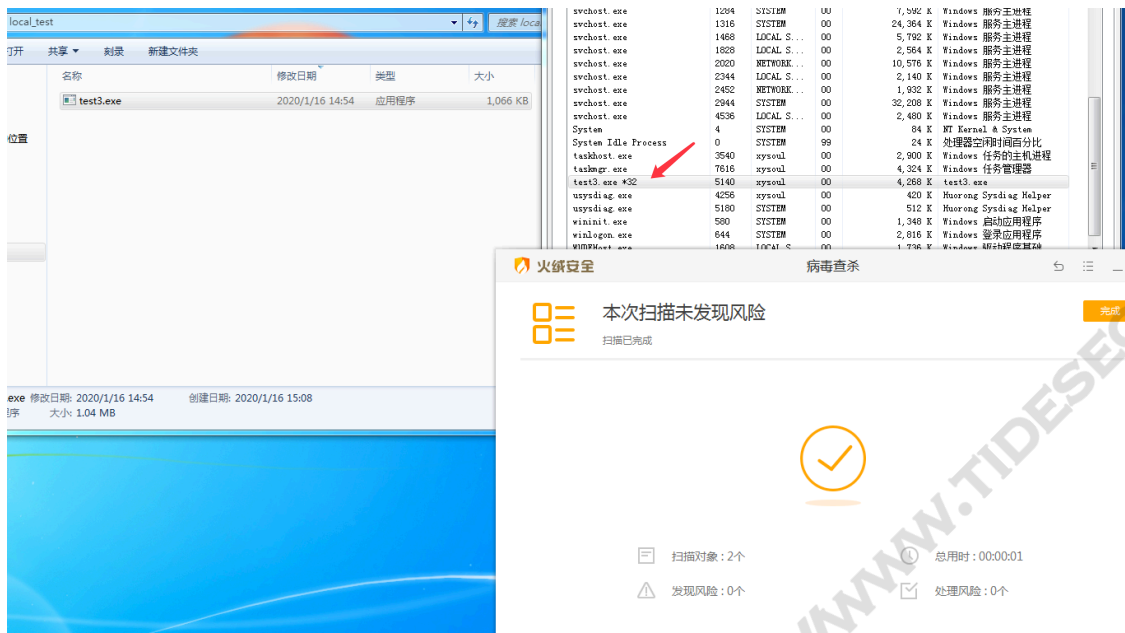 local_test
搜索 loca
打开 共享 刻录 新建文件夹
名称 修改日期 类型 大小
test3.exe 2020/1/16 14:54 应用程序 1,066 KB
位置
.exe 修改日期: 2020/1/16 14:54 创建日期: 2020/1/16 15:08
程序 大小: 1.04 MB
svchost.exe 1284 SYSTEM 00 7,592 K Windows 服务主进程
svchost.exe 1316 SYSTEM 00 24,364 K Windows 服务主进程
svchost.exe 1468 LOCAL S... 00 5,792 K Windows 服务主进程
svchost.exe 1828 LOCAL S... 00 2,564 K Windows 服务主进程
svchost.exe 2020 NETWORK... 00 10,576 K Windows 服务主进程
svchost.exe 2344 LOCAL S... 00 2,140 K Windows 服务主进程
svchost.exe 2452 NETWORK... 00 1,932 K Windows 服务主进程
svchost.exe 2944 SYSTEM 00 32,208 K Windows 服务主进程
svchost.exe 4536 LOCAL S... 00 2,480 K Windows 服务主进程
System 4 SYSTEM 00 84 K NT Kernel & System
System Idle Process 0 SYSTEM 99 24 K 处理器空闲时间百分比
taskhost.exe 3540 xysoul 00 2,900 K Windows 任务的主机进程
taskmgr.exe 7616 xysoul 00 4,324 K Windows 任务管理器
test3.exe *32 5140 xysoul 00 4,268 K test3.exe
usysdiag.exe 4256 xysoul 00 420 K Huorong Sysdiag Helper
usysdiag.exe 5180 SYSTEM 00 512 K Huorong Sysdiag Helper
wininit.exe 580 SYSTEM 00 1,348 K Windows 启动应用程序
winlogon.exe 644 SYSTEM 00 2,816 K Windows 登录应用程序
WUDFHost.exe 1608 LOCAL S... 00 1,736 K Windows 驱动程序基础
火绒安全 病毒查杀
本次扫描未发现风险
完成
扫描已完成
扫描对象 : 2个 总用时 : 00:00:01
发现风险 : 0个 处理风险 : 0个
WWW.TIDESEC